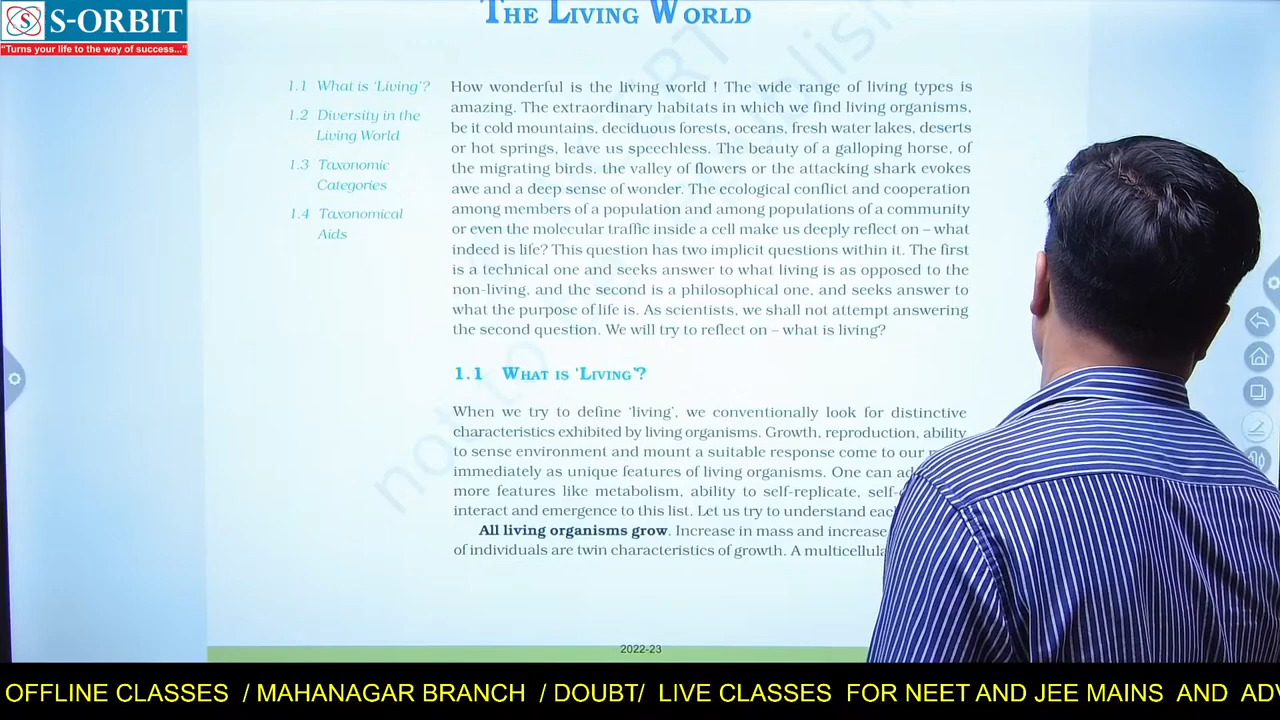 S-ORBIT
S
"Turns your life to the way of success..."
THE LIVING WORLD
1.1 What is 'Living'?
1.2 Diversity in the
Living World
1.3 Taxonomic
Categories
1.4 Taxonomical
Aids
How wonderful is the living world ! The wide range of living types is
amazing. The extraordinary habitats in which we find living organisms,
be it cold mountains, deciduous forests, oceans, fresh water lakes, deserts
or hot springs, leave us speechless. The beauty of a galloping horse, of
the migrating birds, the valley of flowers or the attacking shark evokes
awe and a deep sense of wonder. The ecological conflict and cooperation
among members of a population and among populations of a community
or even the molecular traffic inside a cell make us deeply reflect on – what
indeed is life? This question has two implicit questions within it. The first
is a technical one and seeks answer to what living is as opposed to the
non-living, and the second is a philosophical one, and seeks answer to
what the purpose of life is. As scientists, we shall not attempt answering
the second question. We will try to reflect on – what is living?
1.1 WHAT IS 'LIVING'?
When we try to define 'living', we conventionally look for distinctive
characteristics exhibited by living organisms. Growth, reproduction, ability
to sense environment and mount a suitable response come to our
immediately as unique features of living organisms. One can
more features like metabolism, ability to self-replicate, self-
interact and emergence to this list. Let us try to understand
All living organisms grow. Increase in mass and increase
of individuals are twin characteristics of growth. A
not to
2022-23
OFFLINE CLASSES / MAHANAGAR BRANCH / DOUBT/ LIVE CLASSES FOR NEET AND JEE MAINS AND